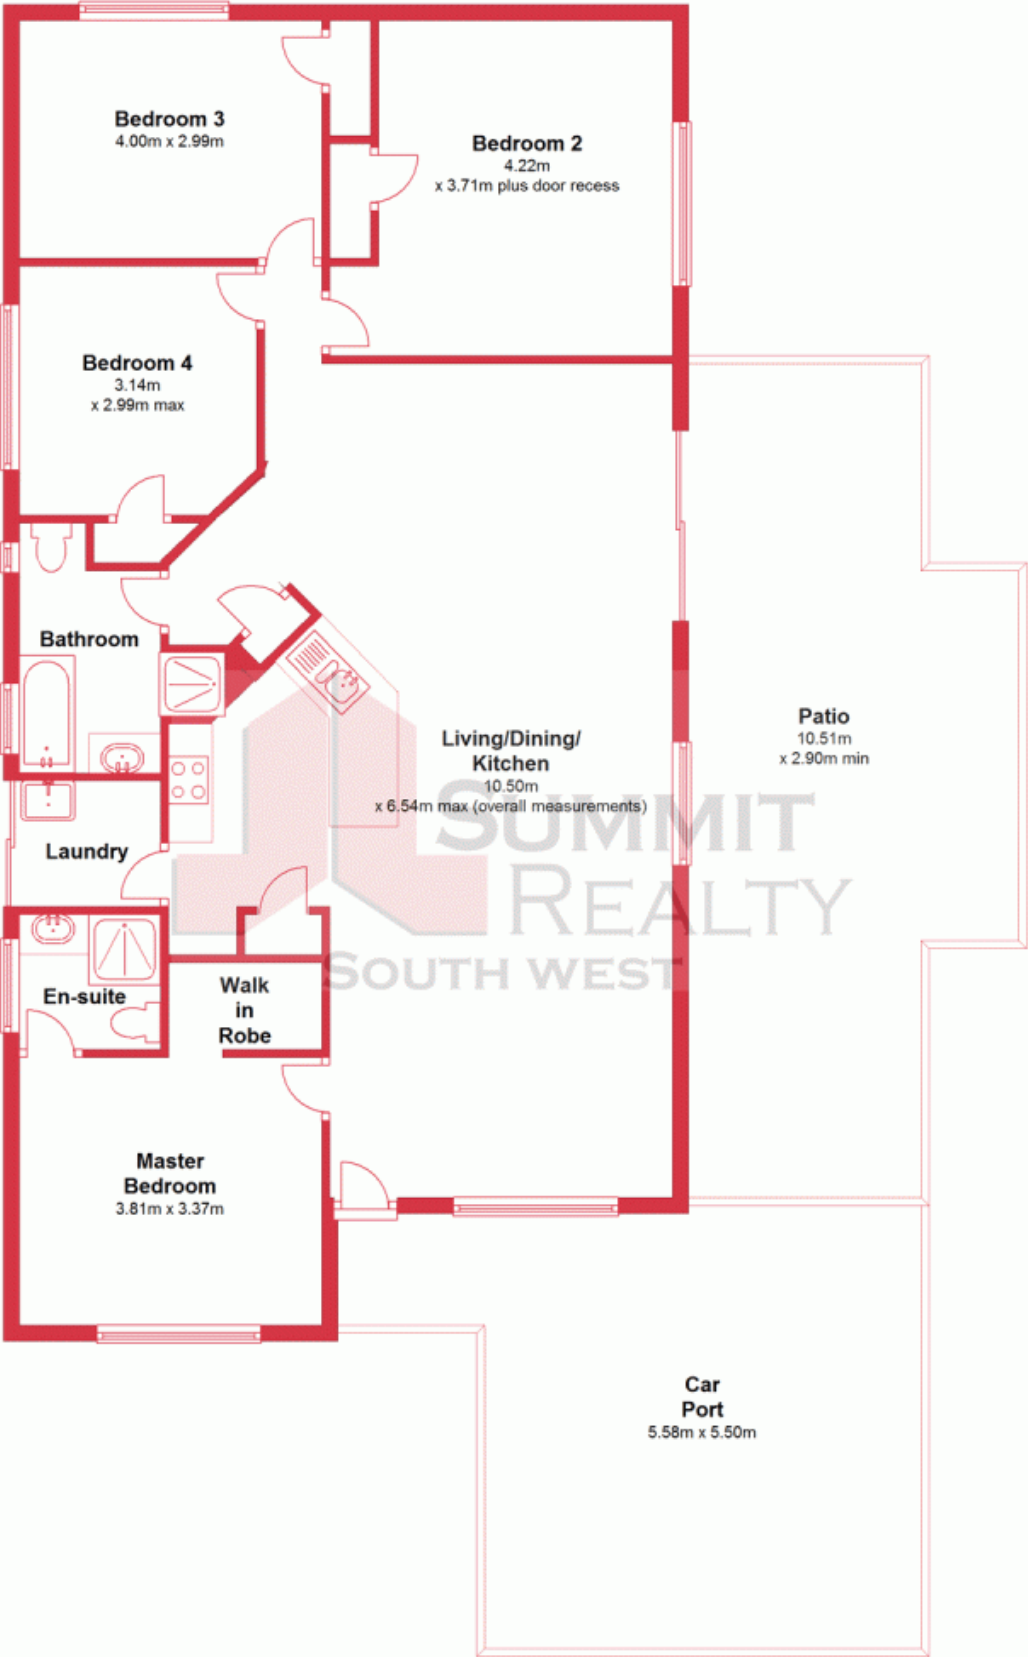 Bedroom 3
4.00m x 2.99m
Bedroom 2
4.22m
x 3.71m plus door recess
Bedroom 4
3.14m
x 2.99m max
Bathroom
Living/Dining/
Kitchen
10.50m
x 6.54m max (overall measurements)
Patio
10.51m
x 2.90m min
SUMMIT
REALTY
SOUTH WEST
Laundry
En-suite
Walk
in
Robe
Master
Bedroom
3.81m x 3.37m
Car
Port
5.58m x 5.50m